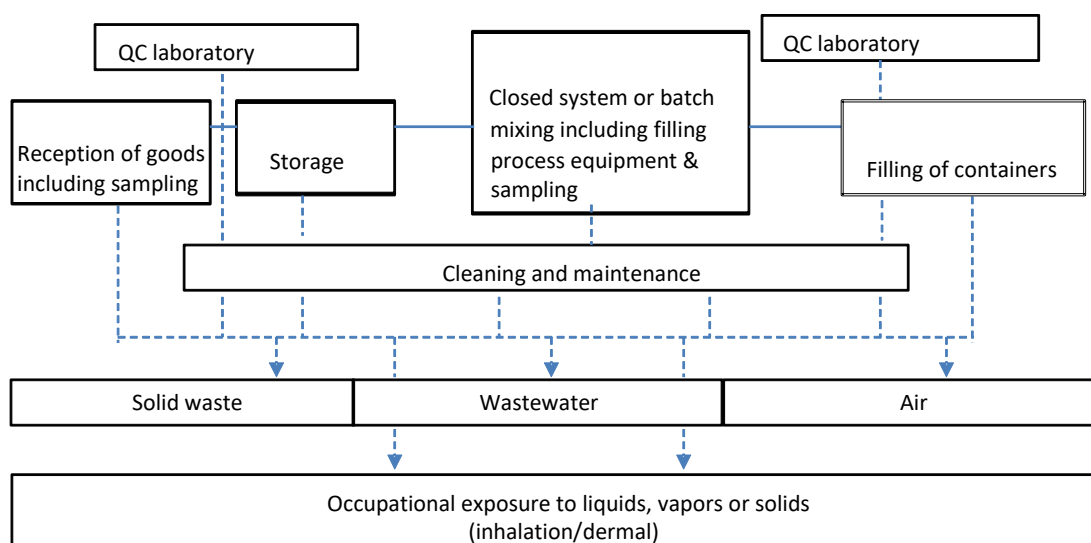 QC laboratory
QC laboratory
Reception of goods
including sampling
Storage
Closed system or batch
mixing including filling
process equipment &
sampling
Filling of containers
Cleaning and maintenance
Solid waste
Wastewater
Air
Occupational exposure to liquids, vapors or solids
(inhalation/dermal)